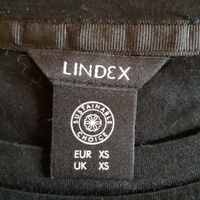 LINDEX
SUSTAINABLE
CHOICE
EUR XS
UK XS